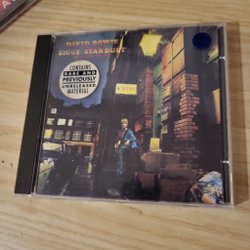 DAVID BOWIE
ZIGGY STARDUST
CONTAINS
RARE AND
PREVIOUSLY
UNRELEASED
MATERIAL
K.WEST